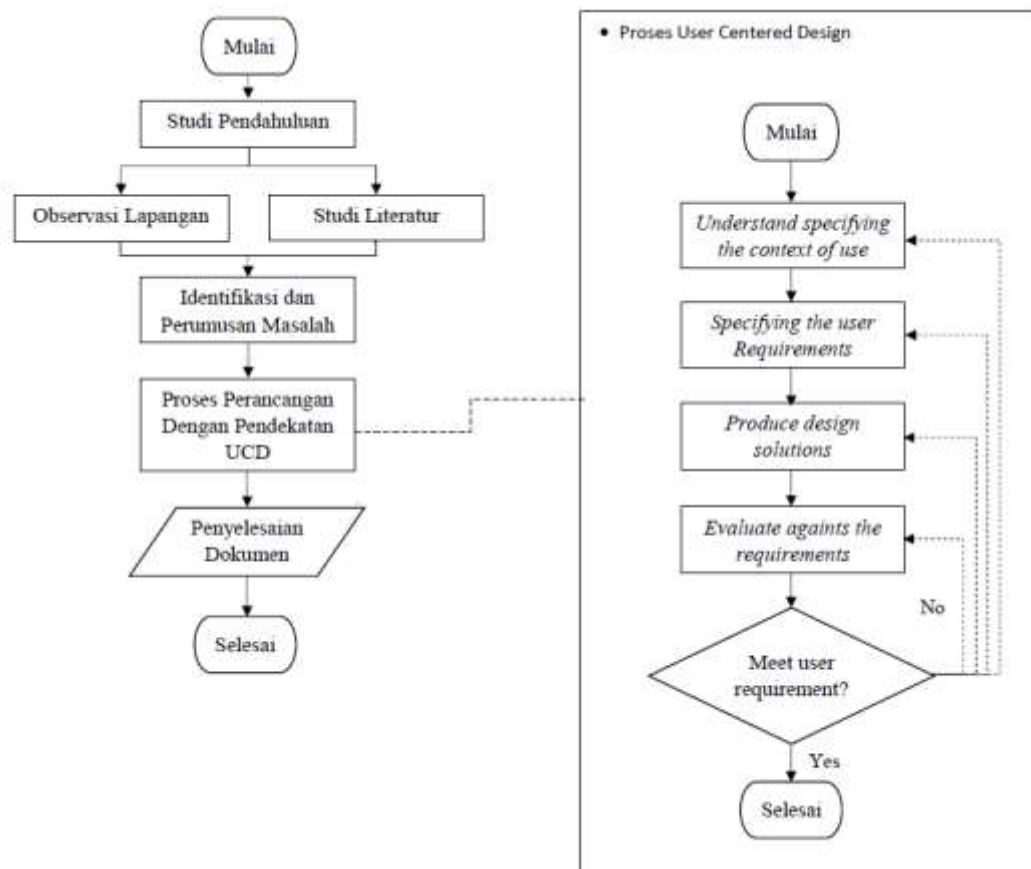 Mulai
Studi Pendahuluan
Observasi Lapangan
Studi Literatur
Identifikasi dan
Perumusan Masalah
Proses Perancangan
Dengan Pendekatan
UCD
Penyelesaian
Dokumen
Selesai
• Proses User Centered Design
Mulai
Understand specifying
the context of use
Specifying the user
Requirements
Produce design
solutions
Evaluate againts the
requirements
No
Meet user
requirement?
Yes
Selesai